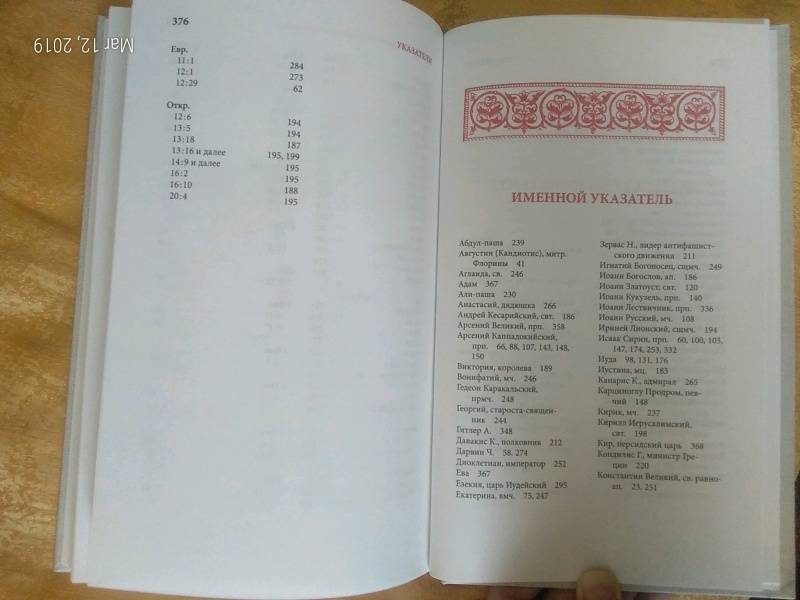 Mar 12, 2019
376
УКАЗАТЕЛИ
Евр.
11:1 284
12:1 273
12:29 62
Откр.
12:6 194
13:5 194
13:18 187
13:16 и далее 195, 199
14:9 и далее 195
16:2 195
16:10 188
20:4 195
ИМЕННОЙ УКАЗАТЕЛЬ
Абдул-паша 239
Августин (Кандиотис), митр.
Флорины 41
Аглаида, св. 246
Адам 367
Али-паша 230
Анастасий, дядюшка 266
Андрей Кесарийский, свт. 186
Арсений Великий, прп. 358
Арсений Каппадокийский,
прп. 66, 88, 107, 143, 148,
150
Виктория, королева 189
Вонифатий, мч. 246
Гедеон Каракальский,
прмч. 248
Георгий, староста-священ-
ник 244
Гитлер А. 348
Давакис К., полковник 212
Дарвин Ч. 58, 274
Диоклетиан, император 252
Ева 367
Езекия, царь Иудейский 295
Екатерина, вмч. 75, 247
Зервас Н., лидер антифашист-
ского движения 211
Игнатий Богоносец, сщмч. 249
Иоанн Богослов, ап. 186
Иоанн Златоуст, свт. 120
Иоанн Кукузель, прп. 140
Иоанн Лествичник, прп. 336
Иоанн Русский, мч. 108
Ириней Лионский, сщмч. 194
Исаак Сирин, прп. 60, 100, 103,
147, 174, 253, 332
Иуда 98, 131, 176
Иустина, мц. 183
Канарис К., адмирал 265
Карциноглу Продром, пев-
чий 148
Кирик, мч. 237
Кирилл Иерусалимский,
свт. 198
Кир, персидский царь 368
Кондилис Г., министр Гре-
ции 220
Константин Великий, св. равно-
ап. 23, 251